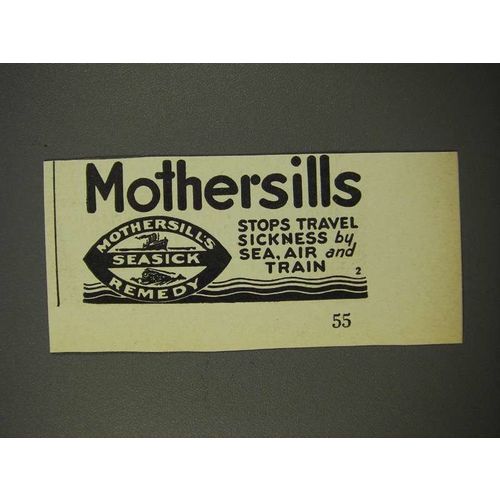 Mothersills
MOTHERSILL'S
SEASICK
REMEDY
STOPS TRAVEL
SICKNESS by
SEA, AIR and
TRAIN
2
55